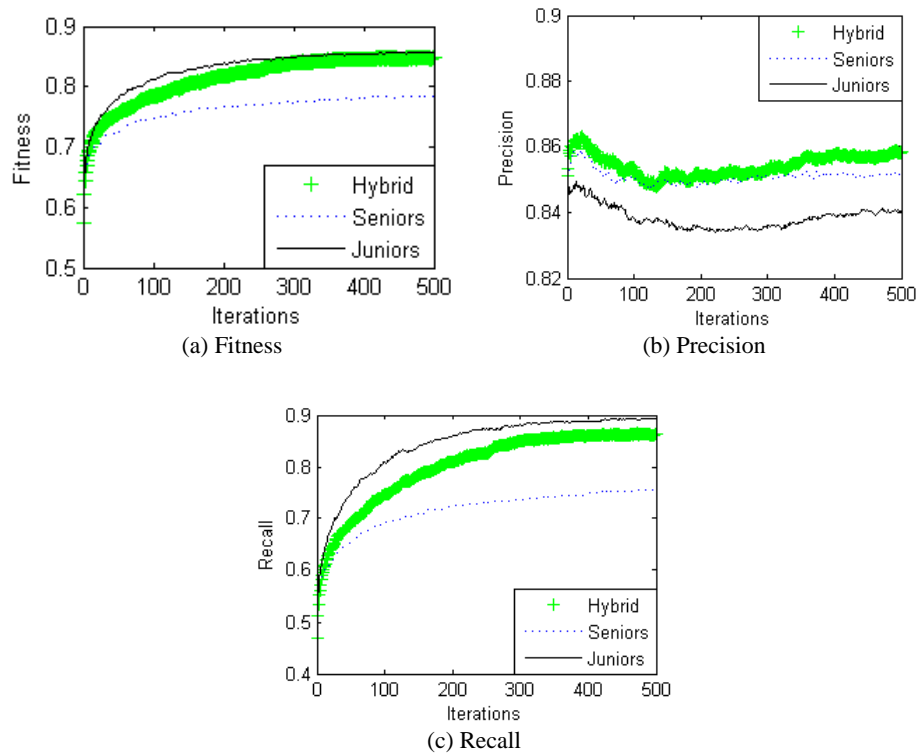 0.9
0.8
0.7
0.6
0.5
Fitness
Hybrid
Seniors
Juniors
0 100 200 300 400 500
Iterations
(a) Fitness
0.9
0.88
0.86
0.84
0.82
Precision
Hybrid
Seniors
Juniors
0 100 200 300 400 500
Iterations
(b) Precision
0.9
0.8
0.7
0.6
0.5
0.4
Recall
Hybrid
Seniors
Juniors
0 100 200 300 400 500
Iterations
(c) Recall